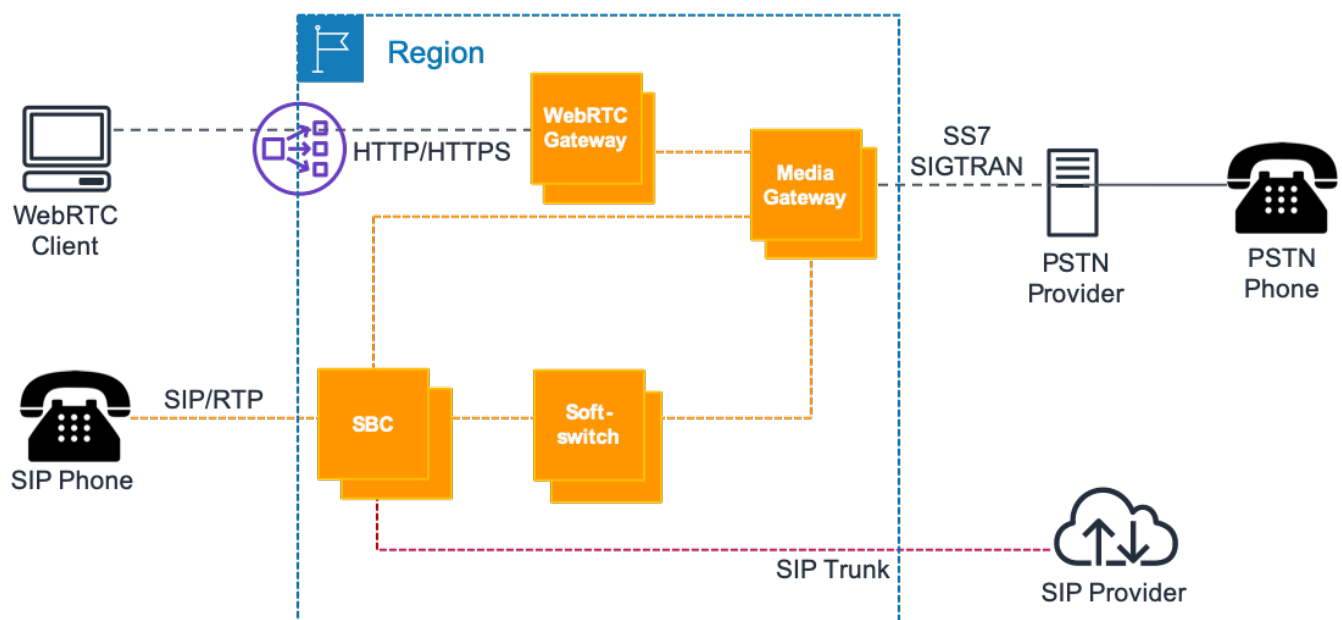 Region
WebRTC
Gateway
HTTP/HTTPS
Media
Gateway
SS7
SIGTRAN
WebRTC
Client
PSTN
Provider
PSTN
Phone
SIP/RTP
SBC
Soft-
switch
SIP Phone
SIP Trunk
SIP Provider